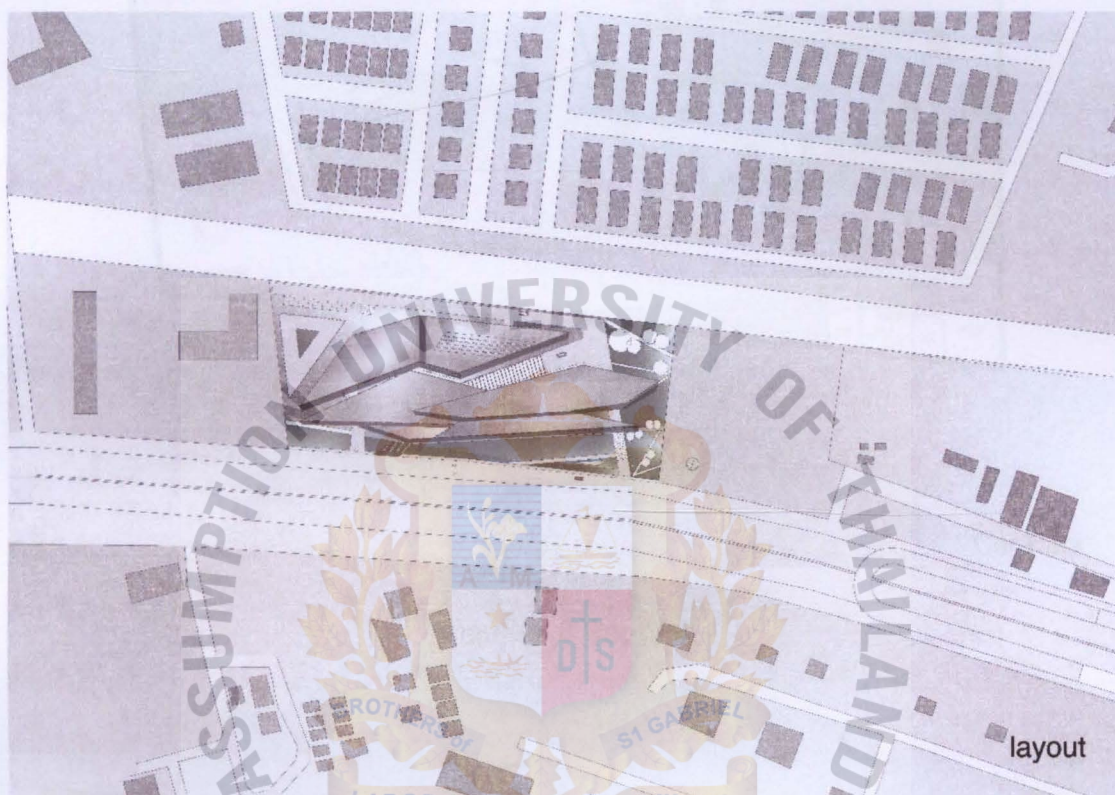 ASSUMPTION UNIVERSITY OF THAILAND
A M
D S
BROTHERS of
ST GABRIEL
layout